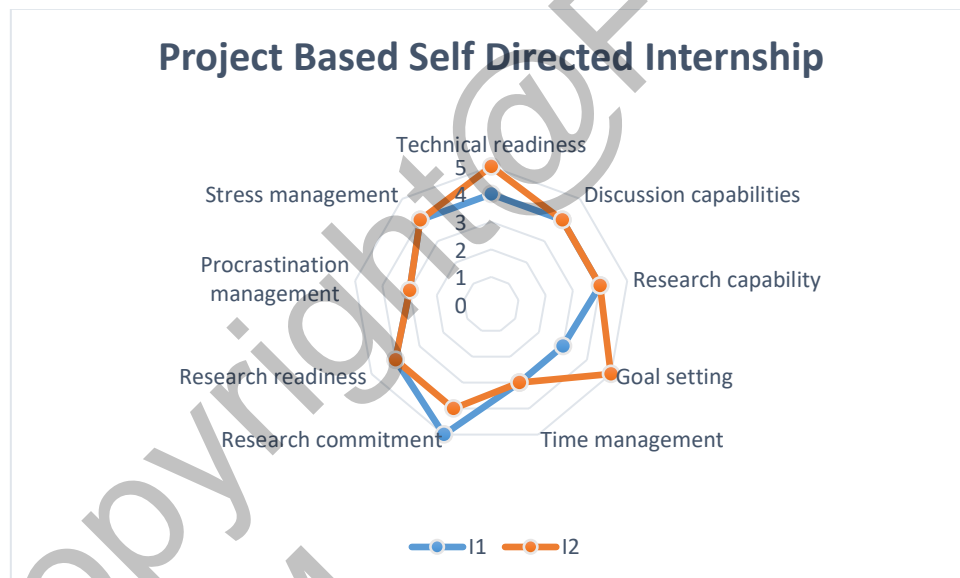 Project Based Self Directed Internship
Technical readiness
5
4
3
2
1
0
Discussion capabilities
Research capability
Goal setting
Time management
Research commitment
Research readiness
Procrastination
management
Stress management
I1
I2